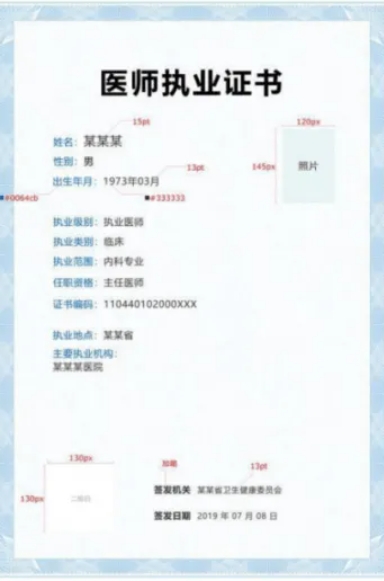 医师执业证书
15pt
120px
姓名：某某某
性别：男
145px
照片
13pt
出生年月：1973年03月
#0064cb
#333333
执业级别：执业医师
执业类别：临床
执业范围：内科专业
任职资格：主任医师
证书编码：110440102000XXX
执业地点：某某省
主要执业机构：
某某某医院
130px
加粗
13pt
130px
二维码
签发机关 某某省卫生健康委员会
签发日期 2019 年 07 月 08 日